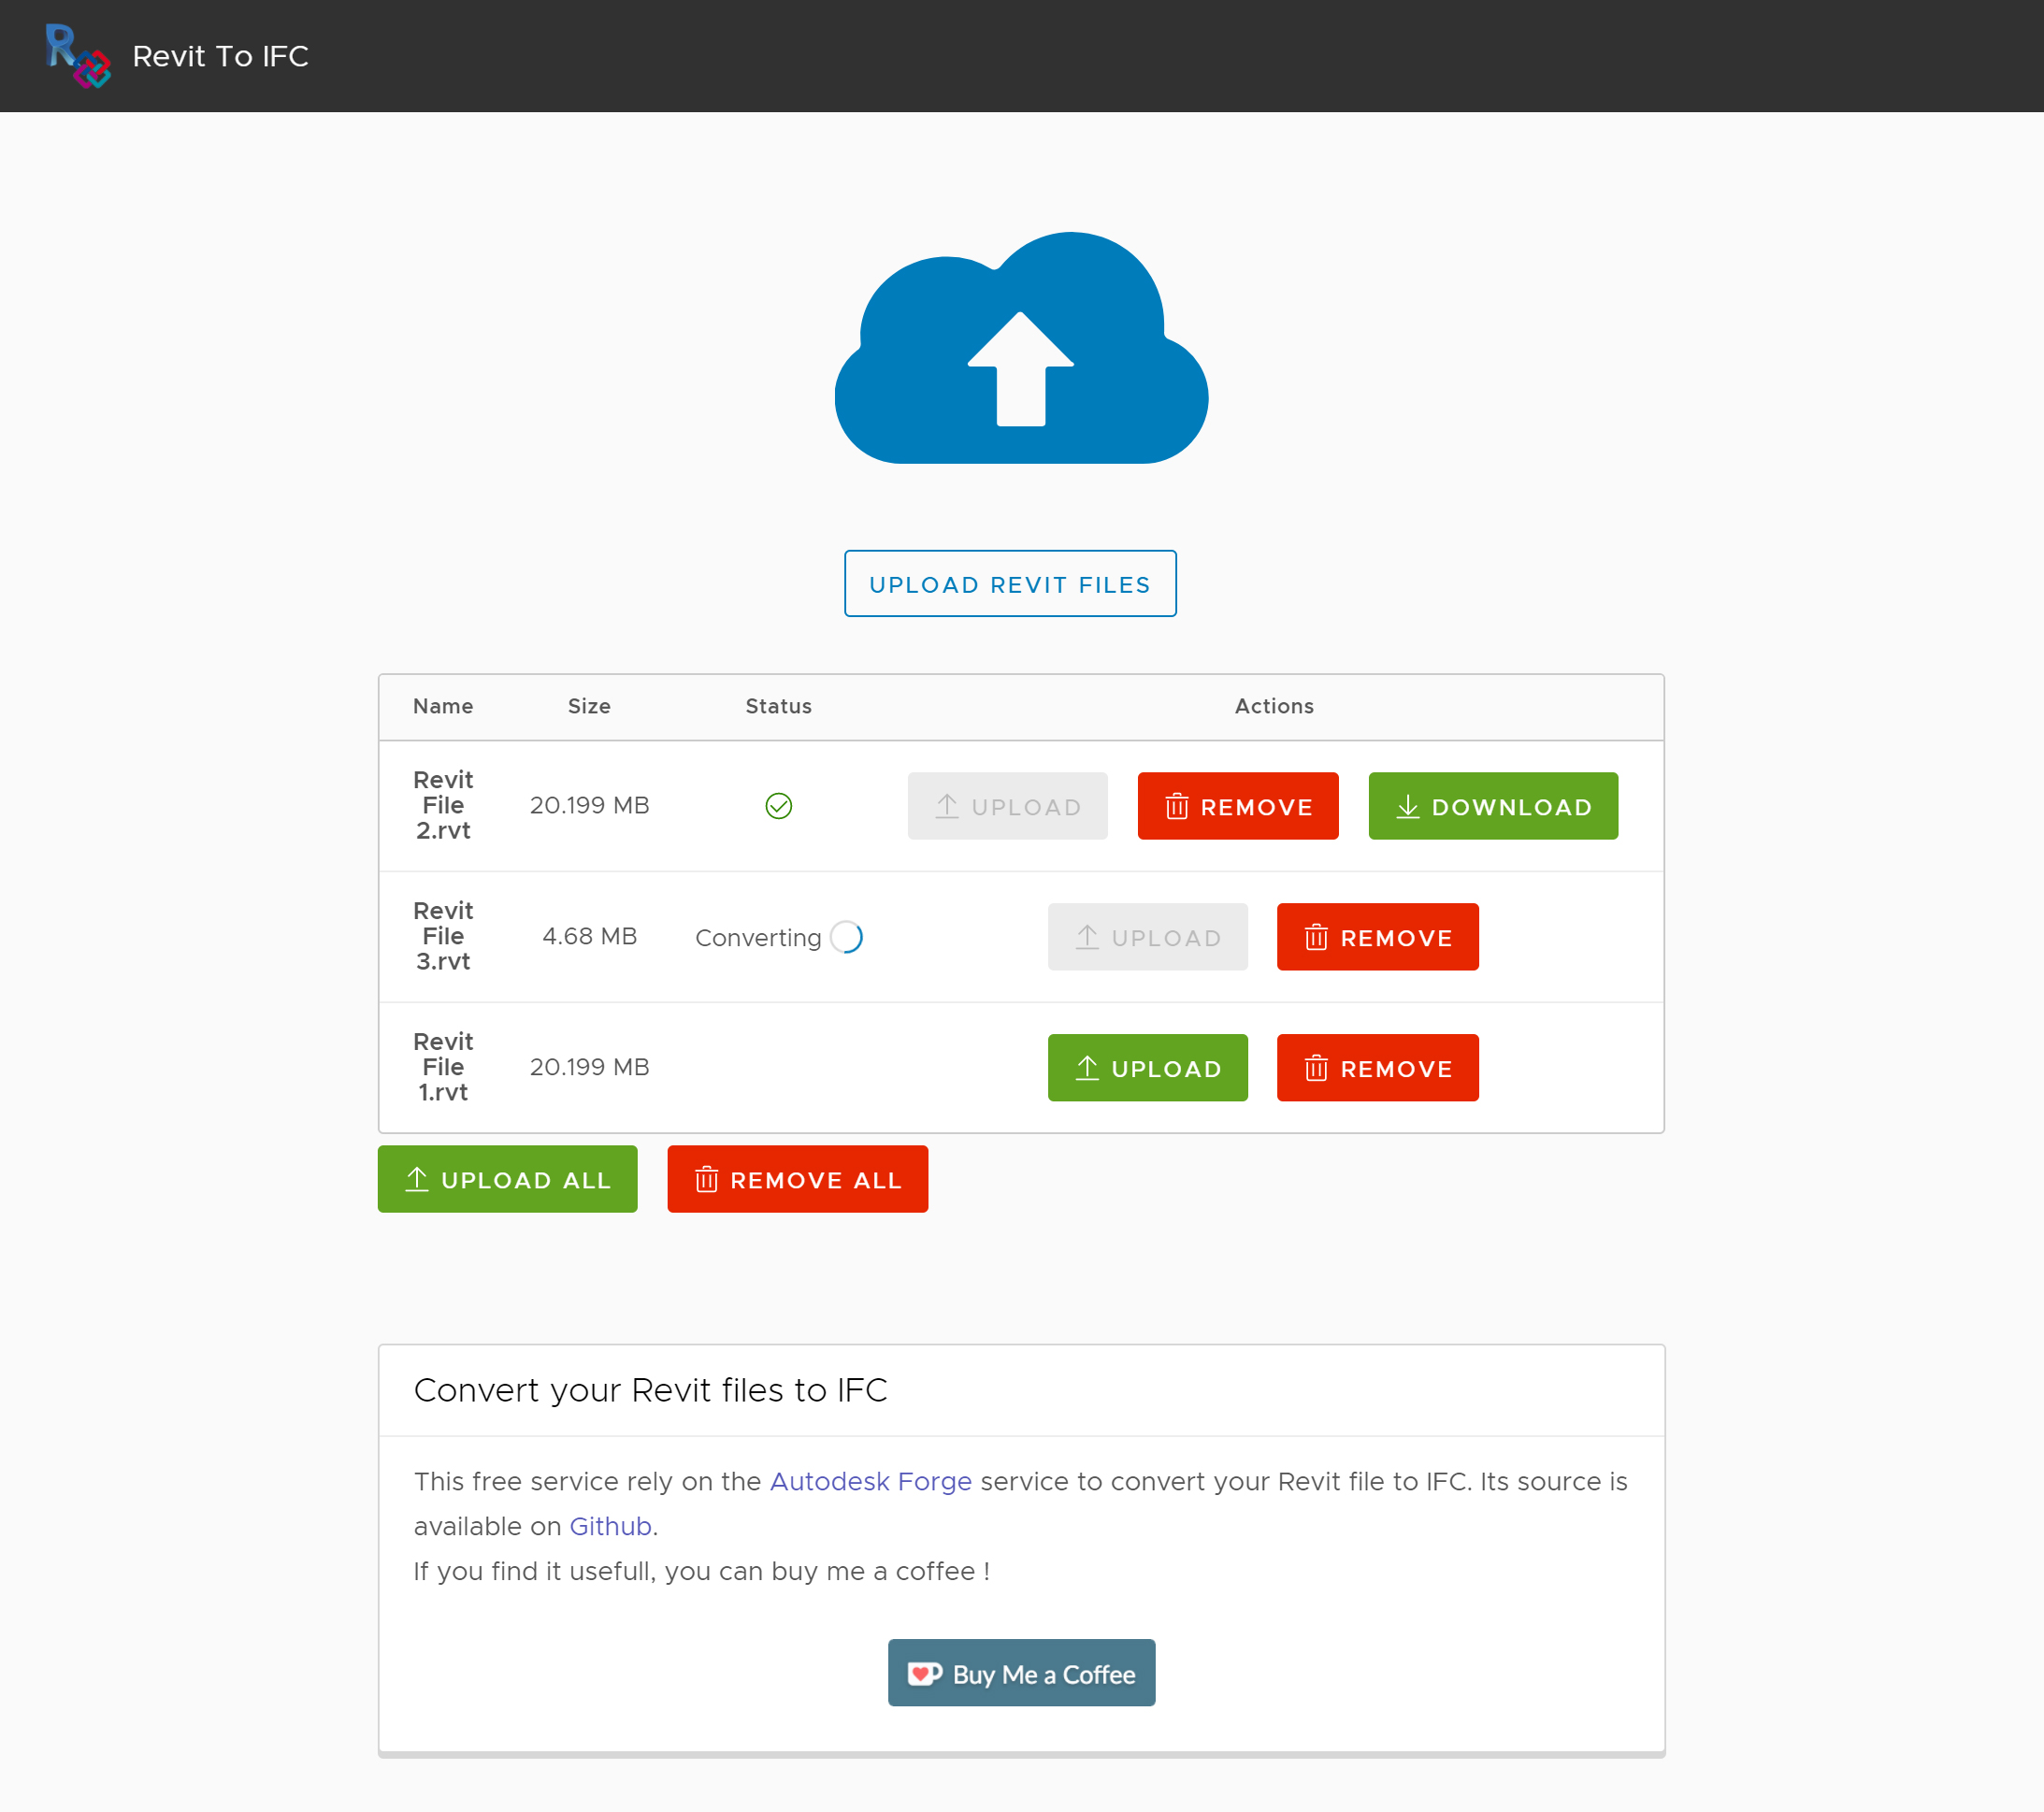 Revit To IFC
UPLOAD REVIT FILES
Name Size Status Actions
Revit
File
2.rvt
20.199 MB
UPLOAD REMOVE DOWNLOAD
Revit
File
3.rvt
4.68 MB Converting
UPLOAD REMOVE
Revit
File
1.rvt
20.199 MB
UPLOAD REMOVE
UPLOAD ALL REMOVE ALL
Convert your Revit files to IFC
This free service rely on the Autodesk Forge service to convert your Revit file to IFC. Its source is
available on Github.
If you find it usefull, you can buy me a coffee !
Buy Me a Coffee